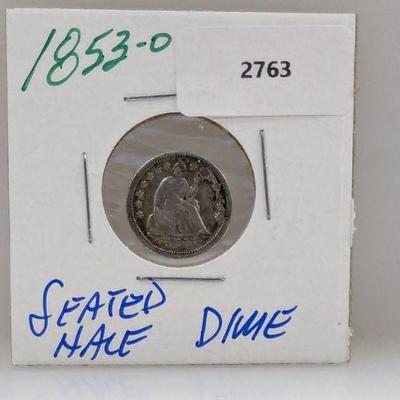 1853-O
2763
SEATED
HALF DIME